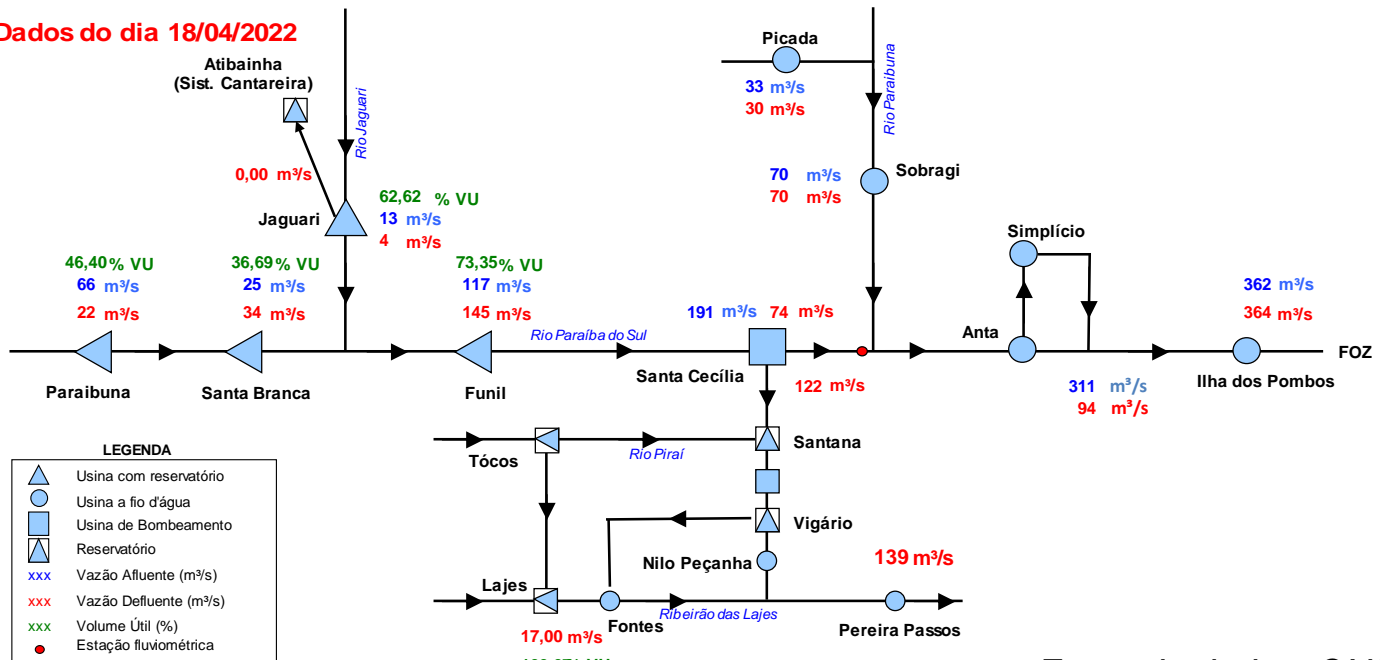 Dados do dia 18/04/2022
Atibainha
(Sist. Cantareira)
Rio Jaguari
0,00 m³/s
Jaguari
62,62 % VU
13 m³/s
4 m³/s
Picada
33 m³/s
30 m³/s
Rio Paraibuna
70 m³/s
70 m³/s
Sobragi
Simplício
46,40 % VU
66 m³/s
22 m³/s
Paraibuna
36,69 % VU
25 m³/s
34 m³/s
Santa Branca
73,35 % VU
117 m³/s
145 m³/s
Funil
Rio Paraíba do Sul
191 m³/s 74 m³/s
Santa Cecília
122 m³/s
Anta
311 m³/s
94 m³/s
362 m³/s
364 m³/s
Ilha dos Pombos
FOZ
Tócos
Rio Piraí
Santana
Vigário
Nilo Peçanha
139 m³/s
Lajes
17,00 m³/s
Fontes
Ribeirão das Lajes
Pereira Passos
LEGENDA
Usina com reservatório
Usina a fio d'água
Usina de Bombeamento
Reservatório
xxx Vazão Afluente (m³/s)
xxx Vazão Defluente (m³/s)
xxx Volume Útil (%)
Estação fluviométrica